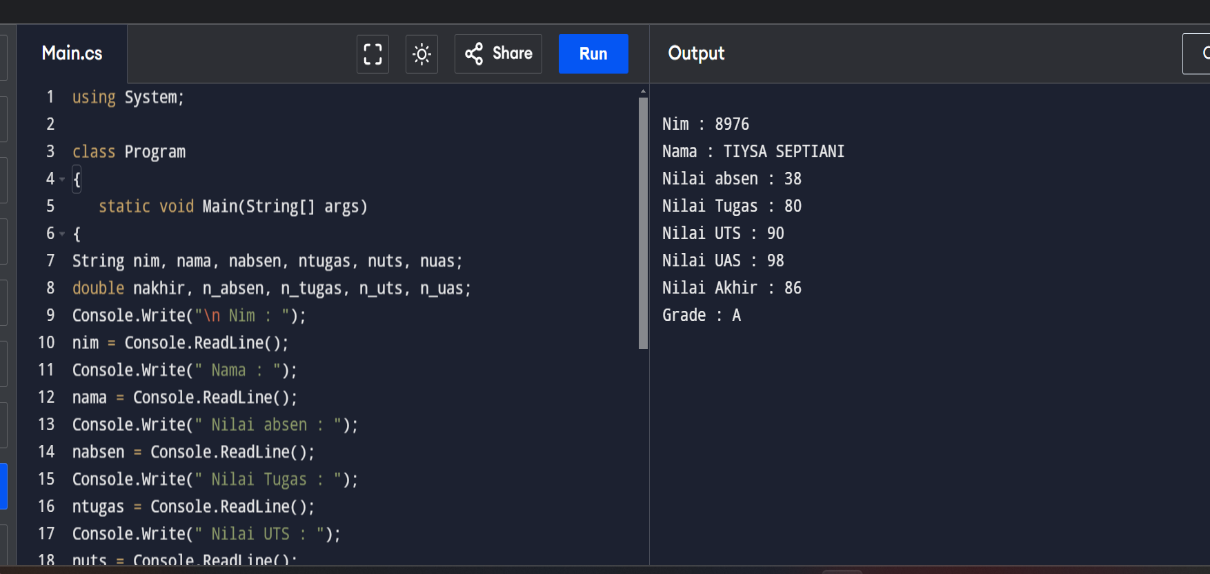 Main.cs
Share
Run
1 using System;
2
3 class Program
4 {
5 static void Main(String[] args)
6 {
7 String nim, nama, nabsen, ntugas, nuts, nuas;
8 double nakhir, n_absen, n_tugas, n_uts, n_uas;
9 Console.Write("\n Nim : ");
10 nim = Console.ReadLine();
11 Console.Write(" Nama : ");
12 nama = Console.ReadLine();
13 Console.Write(" Nilai absen : ");
14 nabsen = Console.ReadLine();
15 Console.Write(" Nilai Tugas : ");
16 ntugas = Console.ReadLine();
17 Console.Write(" Nilai UTS : ");
18 nuts = Console.ReadLine();
Output
Nim : 8976
Nama : TIYSA SEPTIANI
Nilai absen : 38
Nilai Tugas : 80
Nilai UTS : 90
Nilai UAS : 98
Nilai Akhir : 86
Grade : A